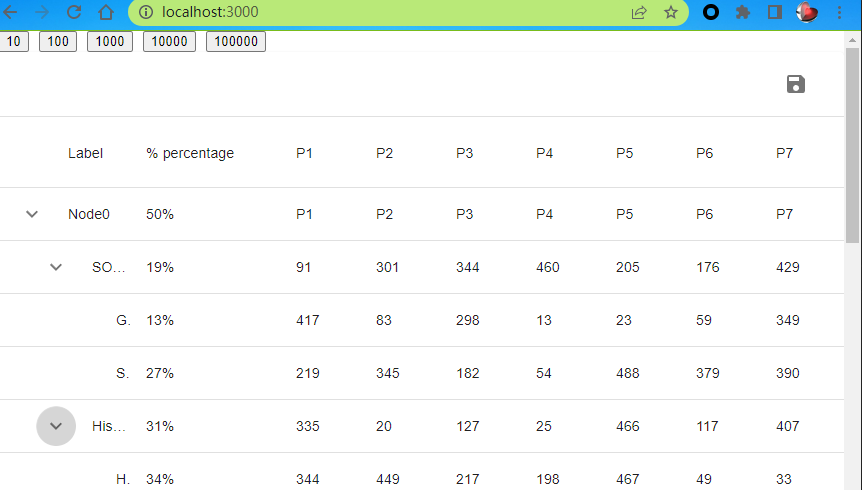 localhost:3000
10 100 1000 10000 100000
Label % percentage P1 P2 P3 P4 P5 P6 P7
Node0 50% P1 P2 P3 P4 P5 P6 P7
SO... 19% 91 301 344 460 205 176 429
G. 13% 417 83 298 13 23 59 349
S. 27% 219 345 182 54 488 379 390
His... 31% 335 20 127 25 466 117 407
H. 34% 344 449 217 198 467 49 33